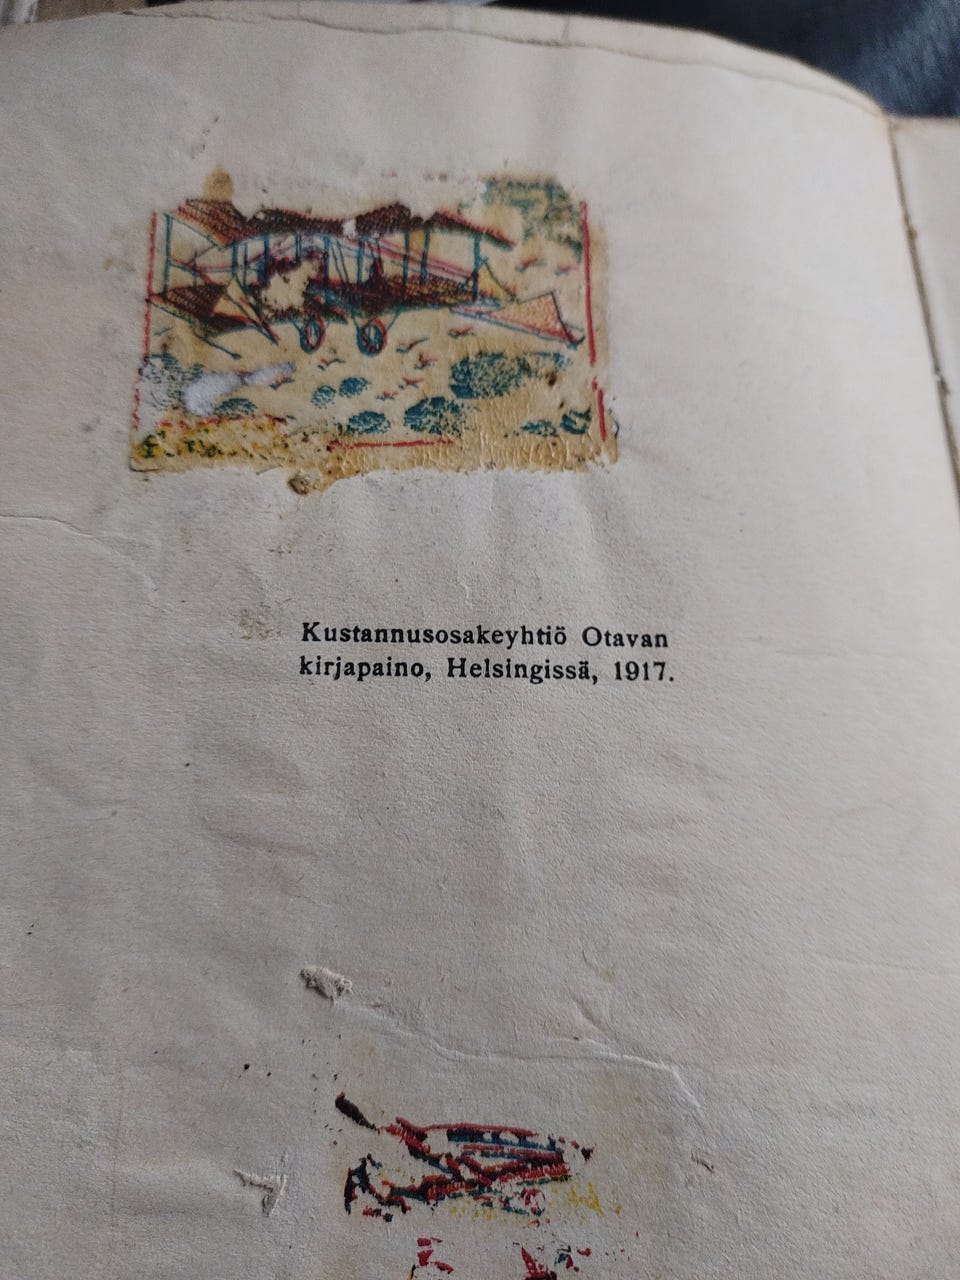 Kustannusosakeyhtiö Otavan
kirjapaino, Helsingissä, 1917.